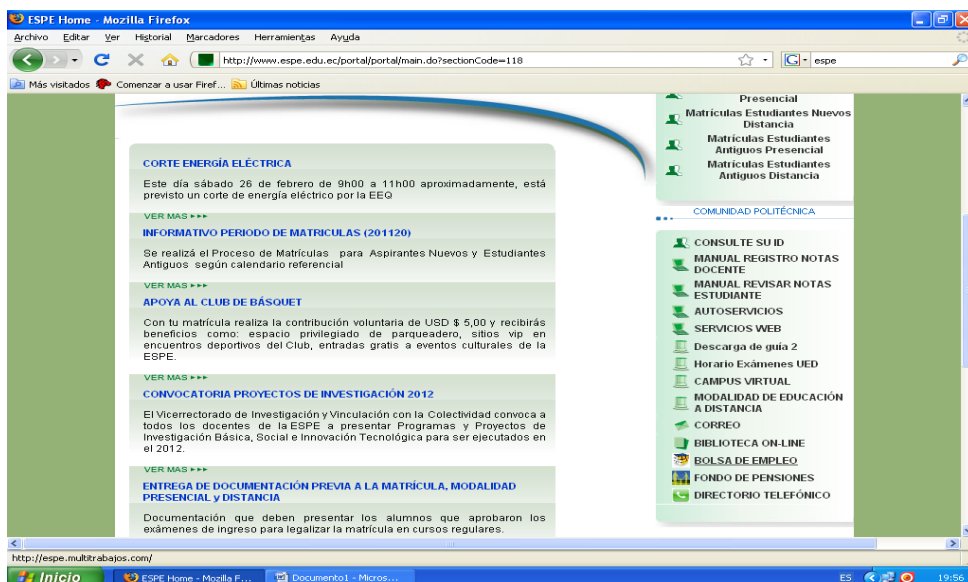 ESPE Home - Mozilla Firefox
Archivo Editar Ver Historial Marcadores Herramientas Ayuda
http://www.espe.edu.ec/portal/portal/main.do?sectionCode=118
G espe
Más visitados Comenzar a usar Firef... Últimas noticias
CORTE ENERGÍA ELÉCTRICA
Este día sábado 26 de febrero de 9h00 a 11h00 aproximadamente, está
previsto un corte de energía eléctrico por la EEQ
VER MAS
INFORMATIVO PERIODO DE MATRICULAS (201120)
Se realizá el Proceso de Matrículas para Aspirantes Nuevos y Estudiantes
Antiguos según calendario referencial
VER MAS
APOYA AL CLUB DE BÁSQUET
Con tu matrícula realiza la contribución voluntaria de USD $ 5,00 y recibirás
beneficios como: espacio privilegiado de parqueadero, sitios vip en
encuentros deportivos del Club, entradas gratis a eventos culturales de la
ESPE.
VER MAS
CONVOCATORIA PROYECTOS DE INVESTIGACIÓN 2012
El Vicerrectorado de Investigación y Vinculación con la Colectividad convoca a
todos los docentes de la ESPE a presentar Programas y Proyectos de
Investigación Básica, Social e Innovación Tecnológica para ser ejecutados en
el 2012.
VER MAS
ENTREGA DE DOCUMENTACIÓN PREVIA A LA MATRÍCULA, MODALIDAD
PRESENCIAL y DISTANCIA
Documentación que deben presentar los alumnos que aprobaron los
exámenes de ingreso para legalizar la matrícula en cursos regulares.
Presencial
Matrículas Estudiantes Nuevos
Distancia
Matrículas Estudiantes
Antiguos Presencial
Matrículas Estudiantes
Antiguos Distancia
COMUNIDAD POLITÉCNICA
CONSULTE SU ID
MANUAL REGISTRO NOTAS
DOCENTE
MANUAL REVISAR NOTAS
ESTUDIANTE
AUTOSERVICIOS
SERVICIOS WEB
Descarga de guía 2
Horario Exámenes UED
CAMPUS VIRTUAL
MODALIDAD DE EDUCACIÓN
A DISTANCIA
CORREO
BIBLIOTECA ON-LINE
BOLSA DE EMPLEO
FONDO DE PENSIONES
DIRECTORIO TELEFÓNICO
http://espe.multitrabajos.com/
Inicio ESPE Home - Mozilla F... Documento1 - Micros... ES 19:56